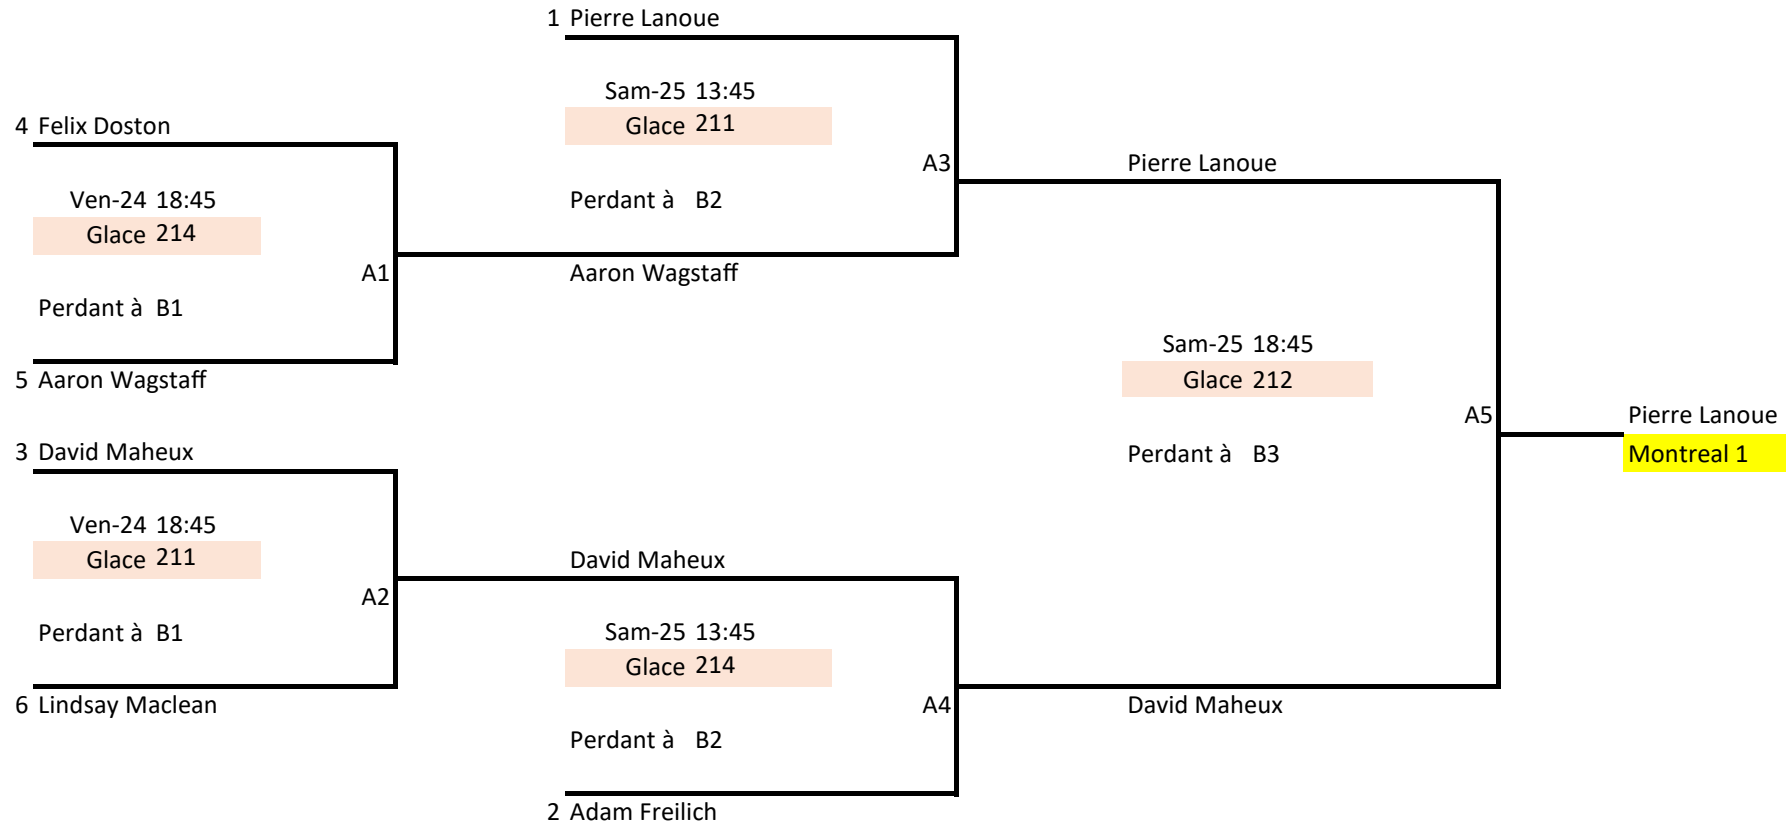 1 Pierre Lanoue
Sam-25 13:45
Glace 211
4 Felix Doston
A3
Pierre Lanoue
Ven-24 18:45
Perdant à B2
Glace 214
A1
Aaron Wagstaff
Perdant à B1
Sam-25 18:45
5 Aaron Wagstaff
Glace 212
A5
Pierre Lanoue
3 David Maheux
Perdant à B3
Montreal 1
Ven-24 18:45
Glace 211
David Maheux
A2
Perdant à B1
Sam-25 13:45
Glace 214
6 Lindsay Maclean
A4
David Maheux
Perdant à B2
2 Adam Freilich